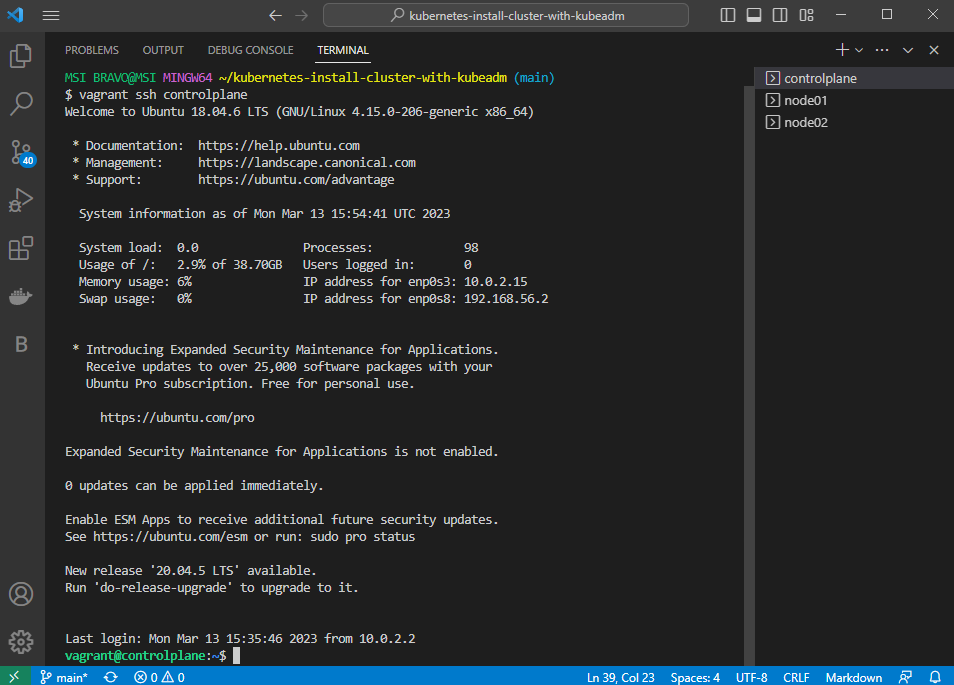 kubernetes-install-cluster-with-kubeadm
PROBLEMS OUTPUT DEBUG CONSOLE TERMINAL
MSI BRAVO@MSI MINGW64 ~/kubernetes-install-cluster-with-kubeadm (main)
$ vagrant ssh controlplane
Welcome to Ubuntu 18.04.6 LTS (GNU/Linux 4.15.0-206-generic x86_64)
* Documentation:  https://help.ubuntu.com
* Management:     https://landscape.canonical.com
* Support:        https://ubuntu.com/advantage
System information as of Mon Mar 13 15:54:41 UTC 2023
System load:  0.0               Processes:             98
Usage of /:   2.9% of 38.70GB   Users logged in:       0
Memory usage: 6%                IP address for enp0s3: 10.0.2.15
Swap usage:   0%                IP address for enp0s8: 192.168.56.2
* Introducing Expanded Security Maintenance for Applications.
Receive updates to over 25,000 software packages with your
Ubuntu Pro subscription. Free for personal use.
https://ubuntu.com/pro
Expanded Security Maintenance for Applications is not enabled.
0 updates can be applied immediately.
Enable ESM Apps to receive additional future security updates.
See https://ubuntu.com/esm or run: sudo pro status
New release '20.04.5 LTS' available.
Run 'do-release-upgrade' to upgrade to it.
Last login: Mon Mar 13 15:35:46 2023 from 10.0.2.2
vagrant@controlplane:~$
controlplane
node01
node02
40
B
main* 0 0 Ln 39, Col 23 Spaces: 4 UTF-8 CRLF Markdown